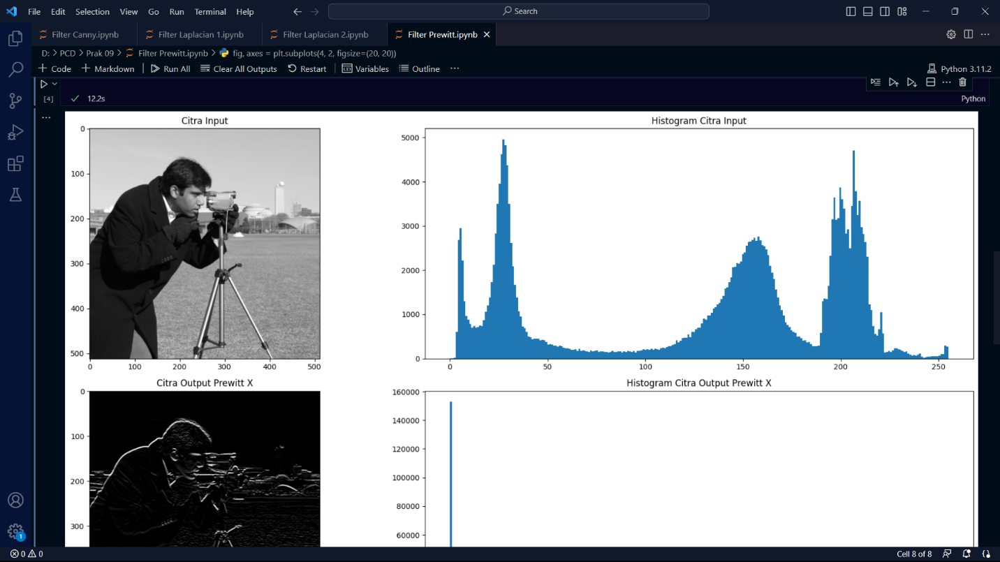 File Edit Selection View Go Run Terminal Help Search
Filter Canny.ipynb Filter Laplacian 1.ipynb Filter Laplacian 2.ipynb Filter Prewitt.ipynb
D: > PCD > Prak 09 > Filter Prewitt.ipynb > fig, axes = plt.subplots(4, 2, figsize=(20, 20))
+ Code + Markdown Run All Clear All Outputs Restart Variables Outline ... Python 3.11.2
[4] 12.2s Python
Citra Input
0
100
200
300
400
500
0 100 200 300 400 500
Histogram Citra Input
5000
4000
3000
2000
1000
0
0 50 100 150 200 250
Citra Output Prewitt X
0
100
200
300
Histogram Citra Output Prewitt X
160000
140000
120000
100000
80000
60000
1
0 0 Cell 8 of 8